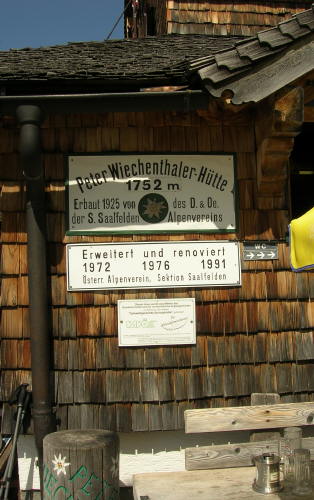 Peter Wiechenthaler-Hütte
1752 m
Erbaut 1925 von des D. & Oe.
der S. Saalfelden Alpenvereins
Erweitert und renoviert
1972 1976 1991
Österr. Alpenverein, Sektion Saalfelden
WC
PE